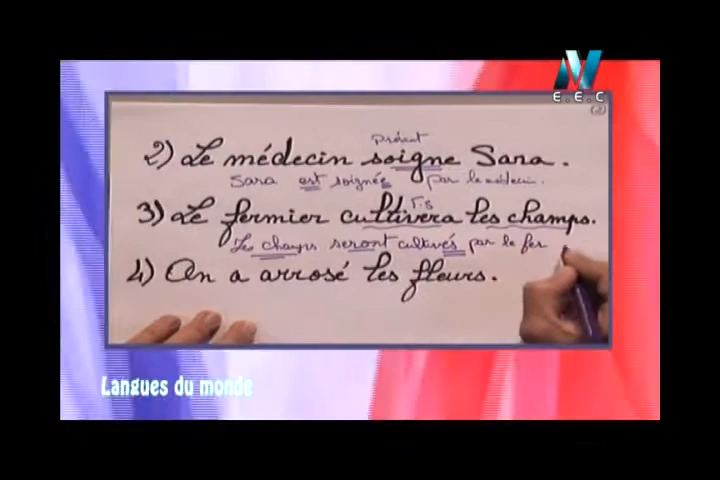 E.E.C
présent
2) Le médecin soigne Sara.
Sara est soignée par le médecin.
F.S
3) Le fermier cultivera les champs.
Les champs seront cultivés par le fer
4) On a arrosé les fleurs.
Langues du monde